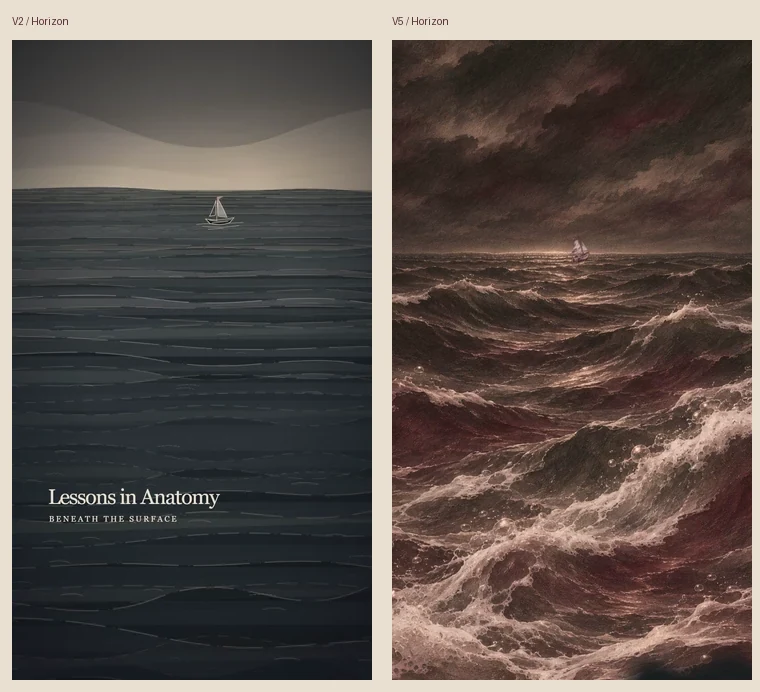 V2 / Horizon
V5 / Horizon
Lessons in Anatomy
BENEATH THE SURFACE